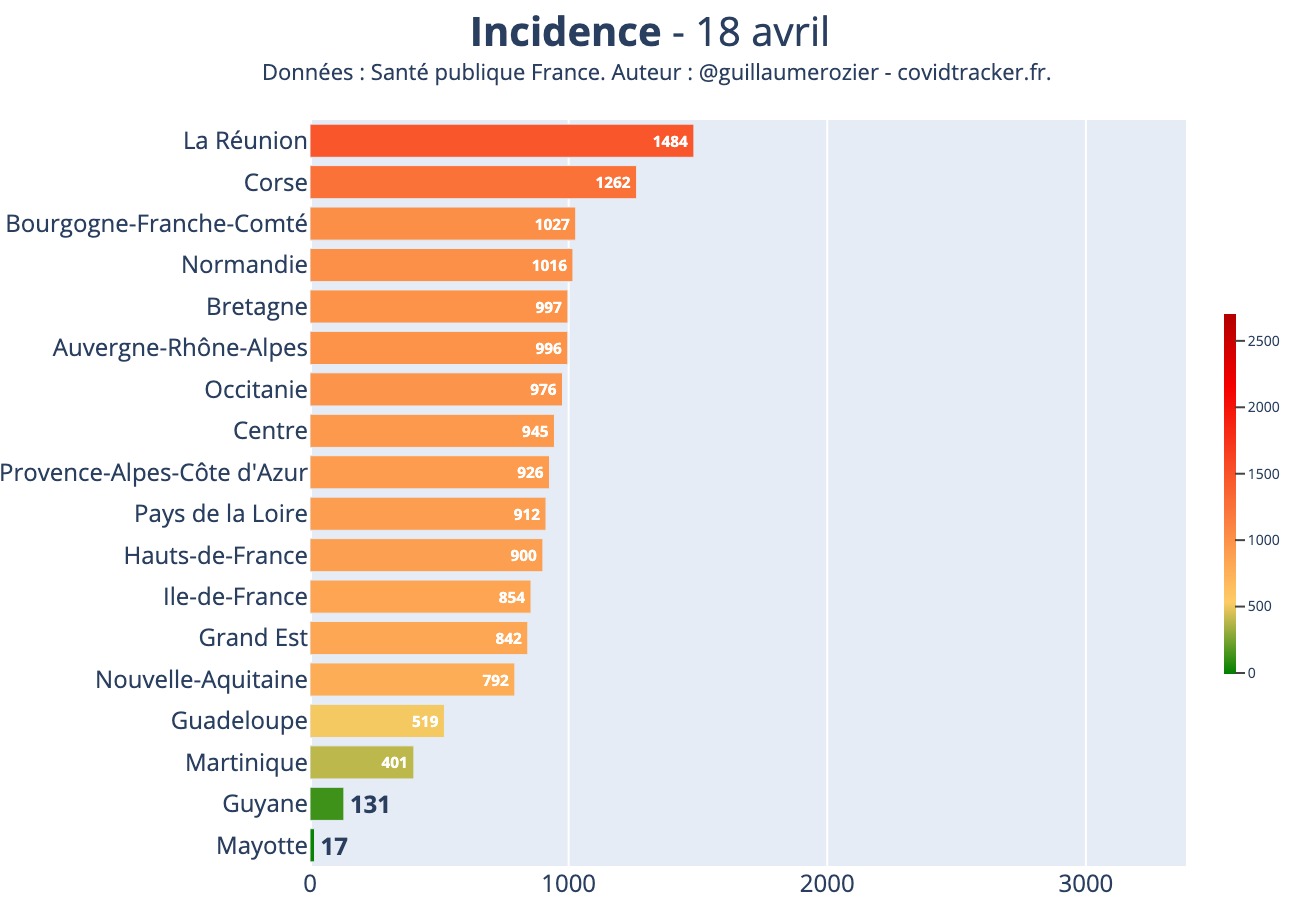 Incidence - 18 avril
Données : Santé publique France. Auteur : @guillaumerozier - covidtracker.fr.
La Réunion 1484
Corse 1262
Bourgogne-Franche-Comté 1027
Normandie 1016
Bretagne 997
Auvergne-Rhône-Alpes 996
Occitanie 976
Centre 945
Provence-Alpes-Côte d'Azur 926
Pays de la Loire 912
Hauts-de-France 900
Ile-de-France 854
Grand Est 842
Nouvelle-Aquitaine 792
Guadeloupe 519
Martinique 401
Guyane 131
Mayotte 17
0 1000 2000 3000
2500
2000
1500
1000
500
0